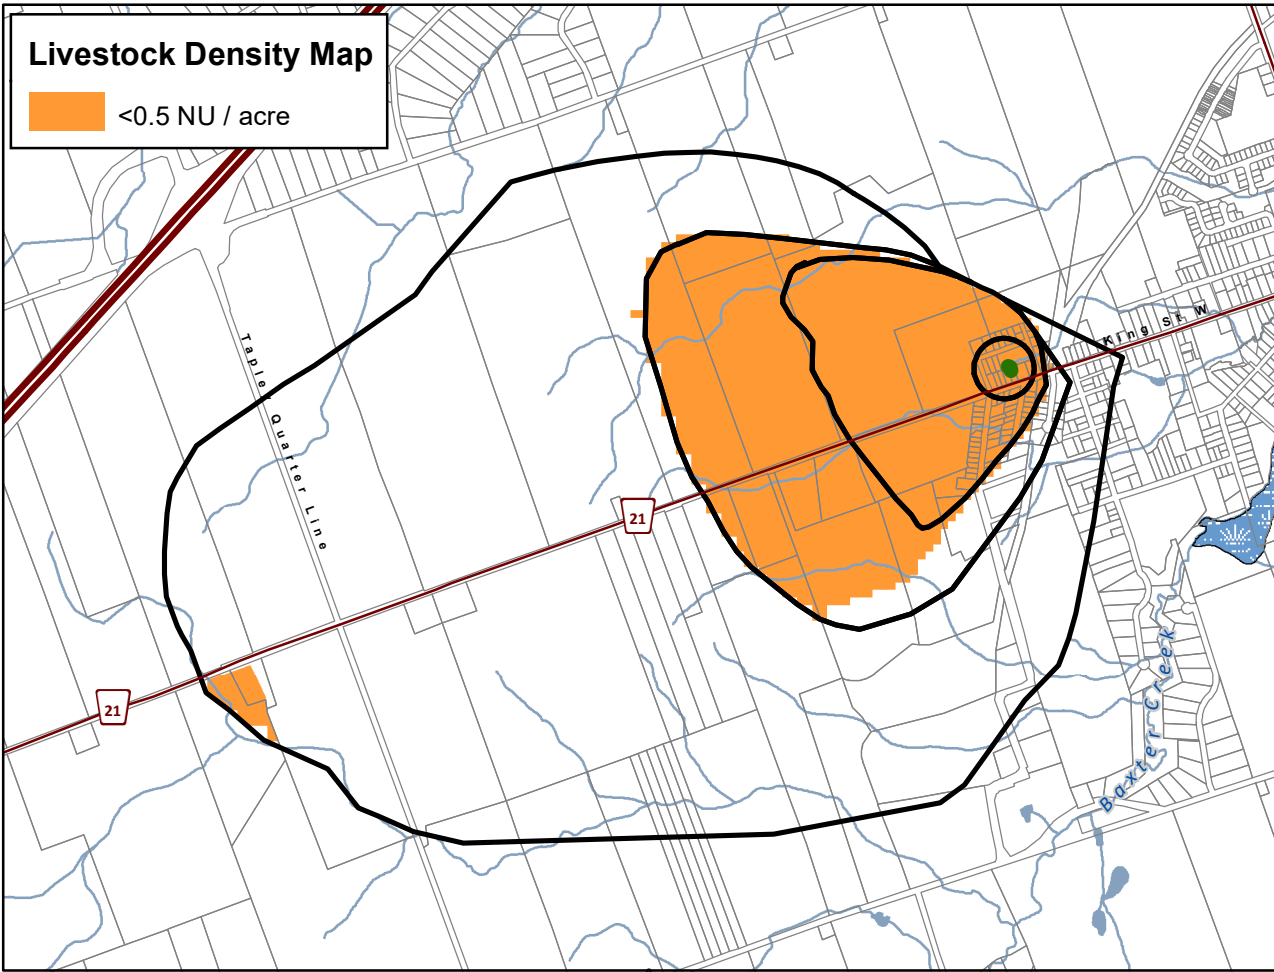 Livestock Density Map
<0.5 NU / acre
King St W
Tapley Quarter Line
21
21
Baxter Creek